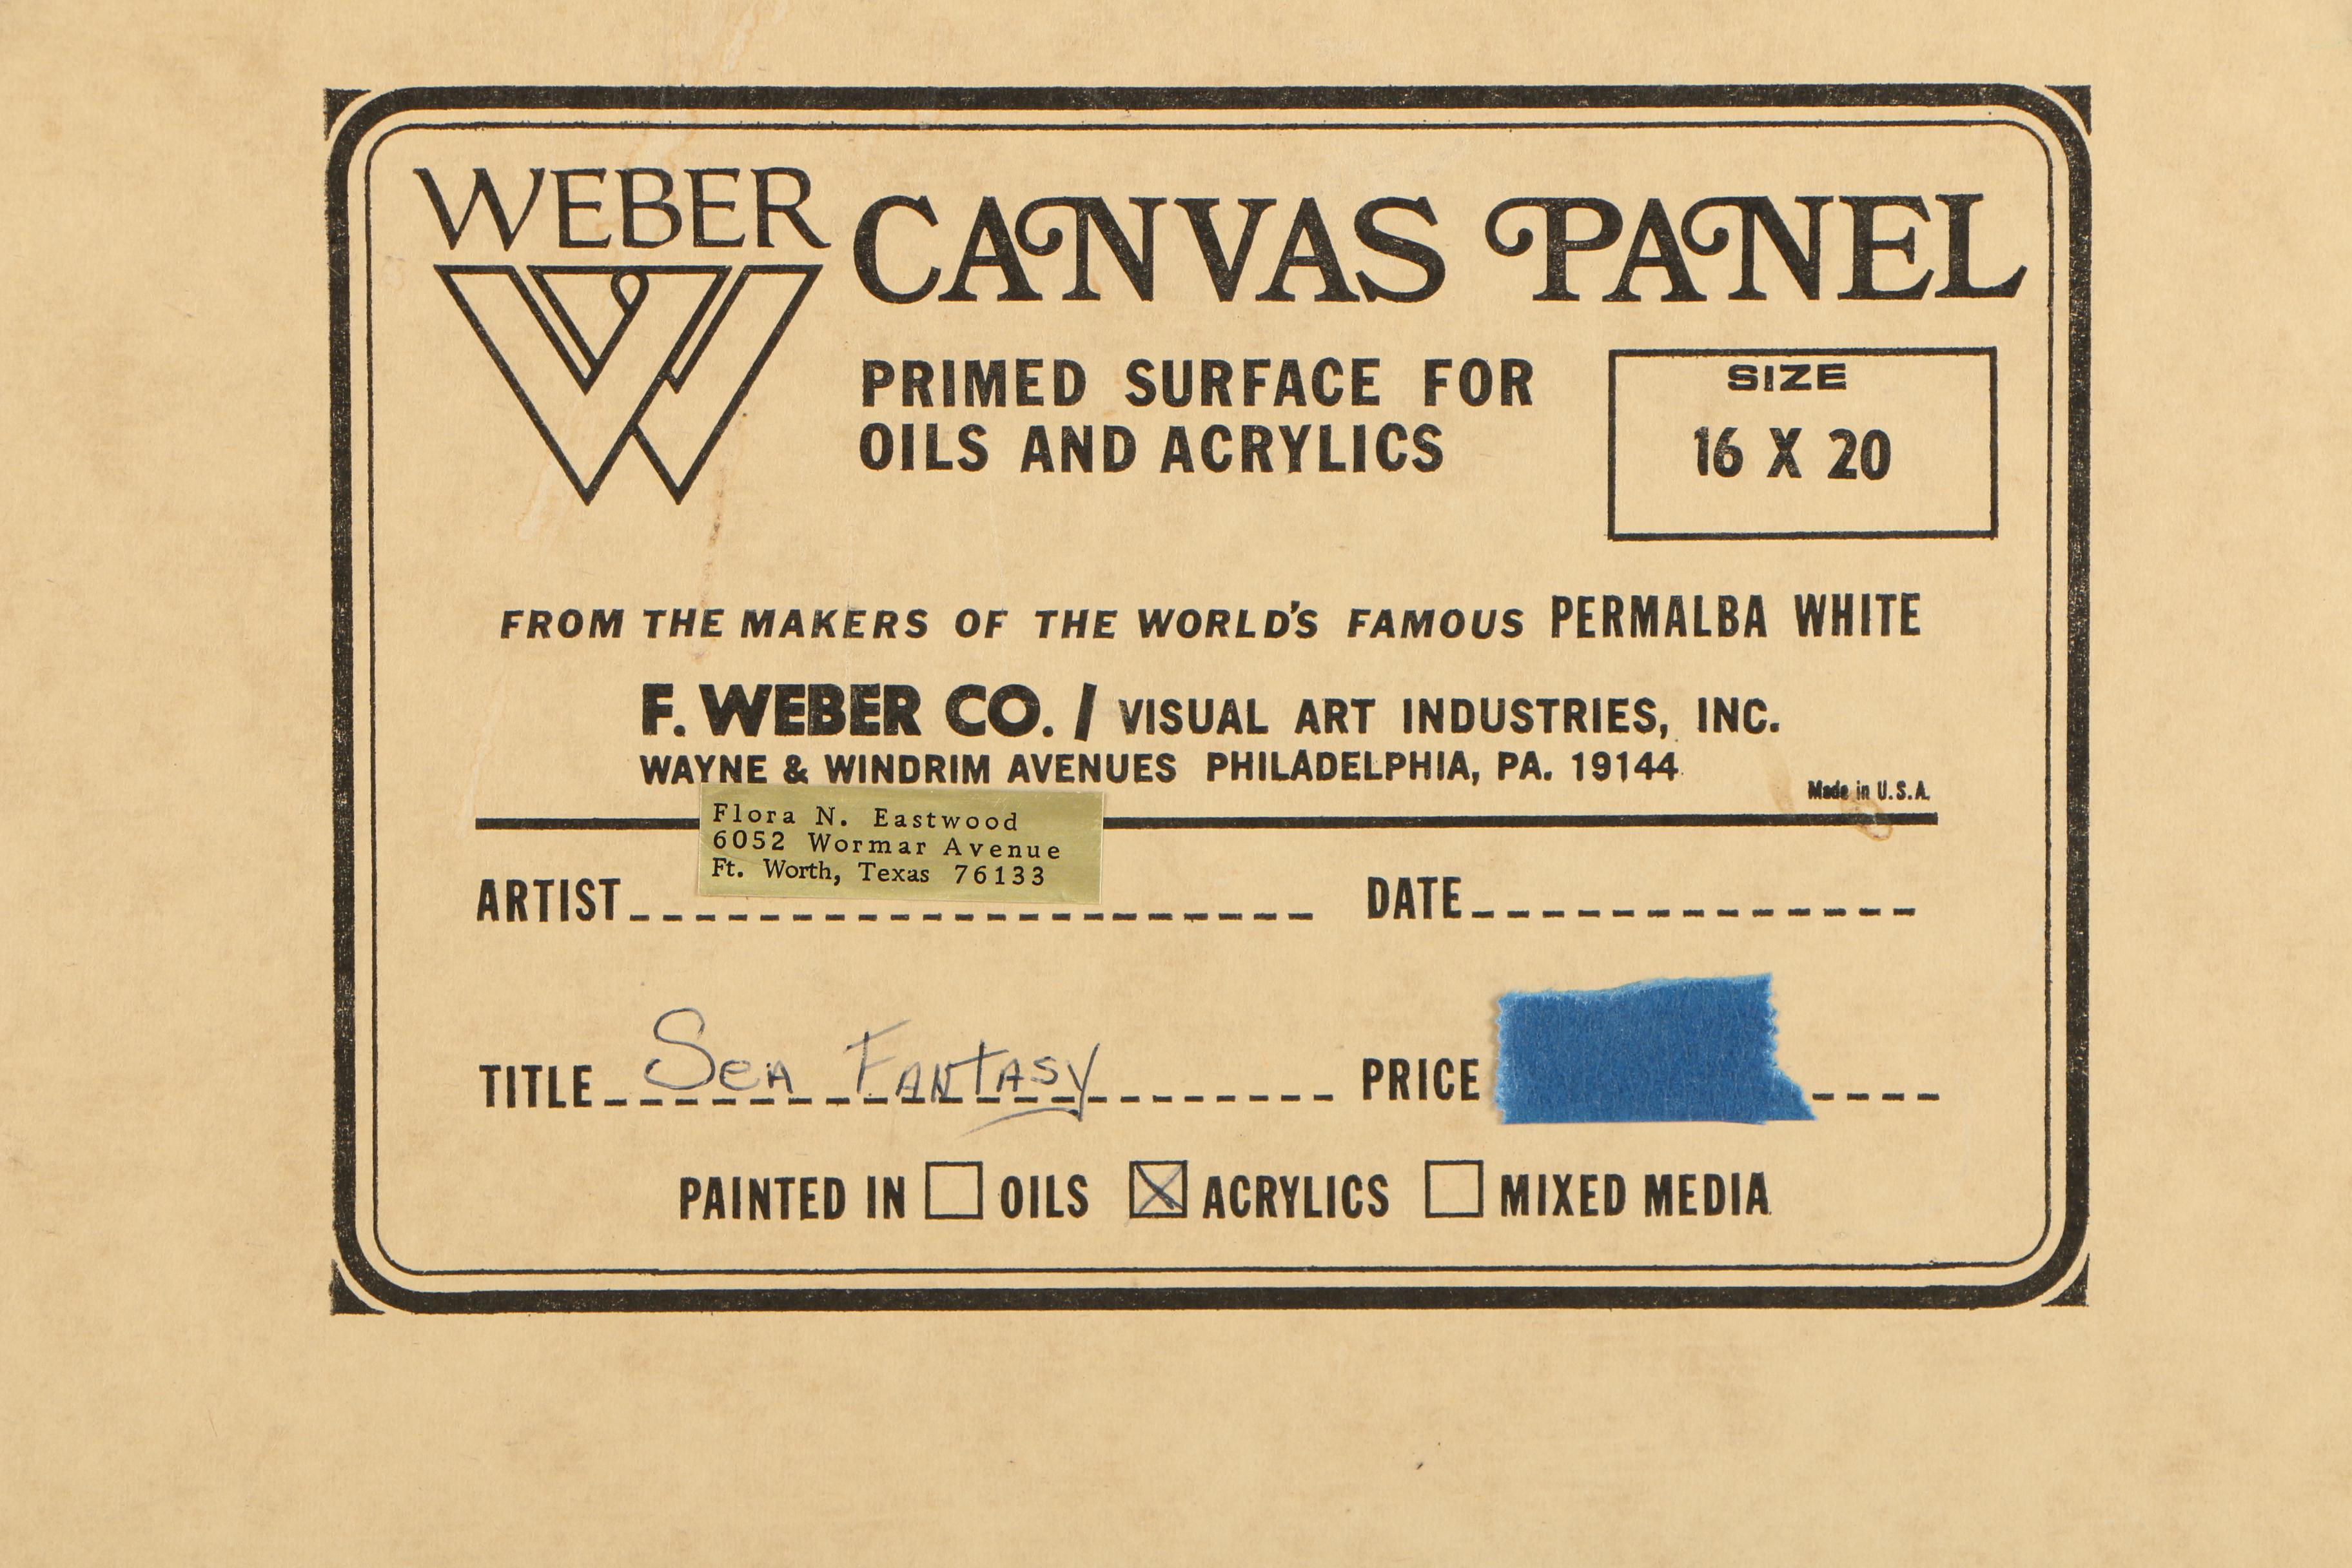 WEBER
CANVAS PANEL
PRIMED SURFACE FOR
OILS AND ACRYLICS
SIZE
16 X 20
FROM THE MAKERS OF THE WORLD'S FAMOUS PERMALBA WHITE
F. WEBER CO. / VISUAL ART INDUSTRIES, INC.
WAYNE & WINDRIM AVENUES PHILADELPHIA, PA. 19144
Made in U.S.A.
Flora N. Eastwood
6052 Wormar Avenue
Ft. Worth, Texas 76133
ARTIST DATE
TITLE Sea Fantasy PRICE
PAINTED IN OILS ACRYLICS MIXED MEDIA